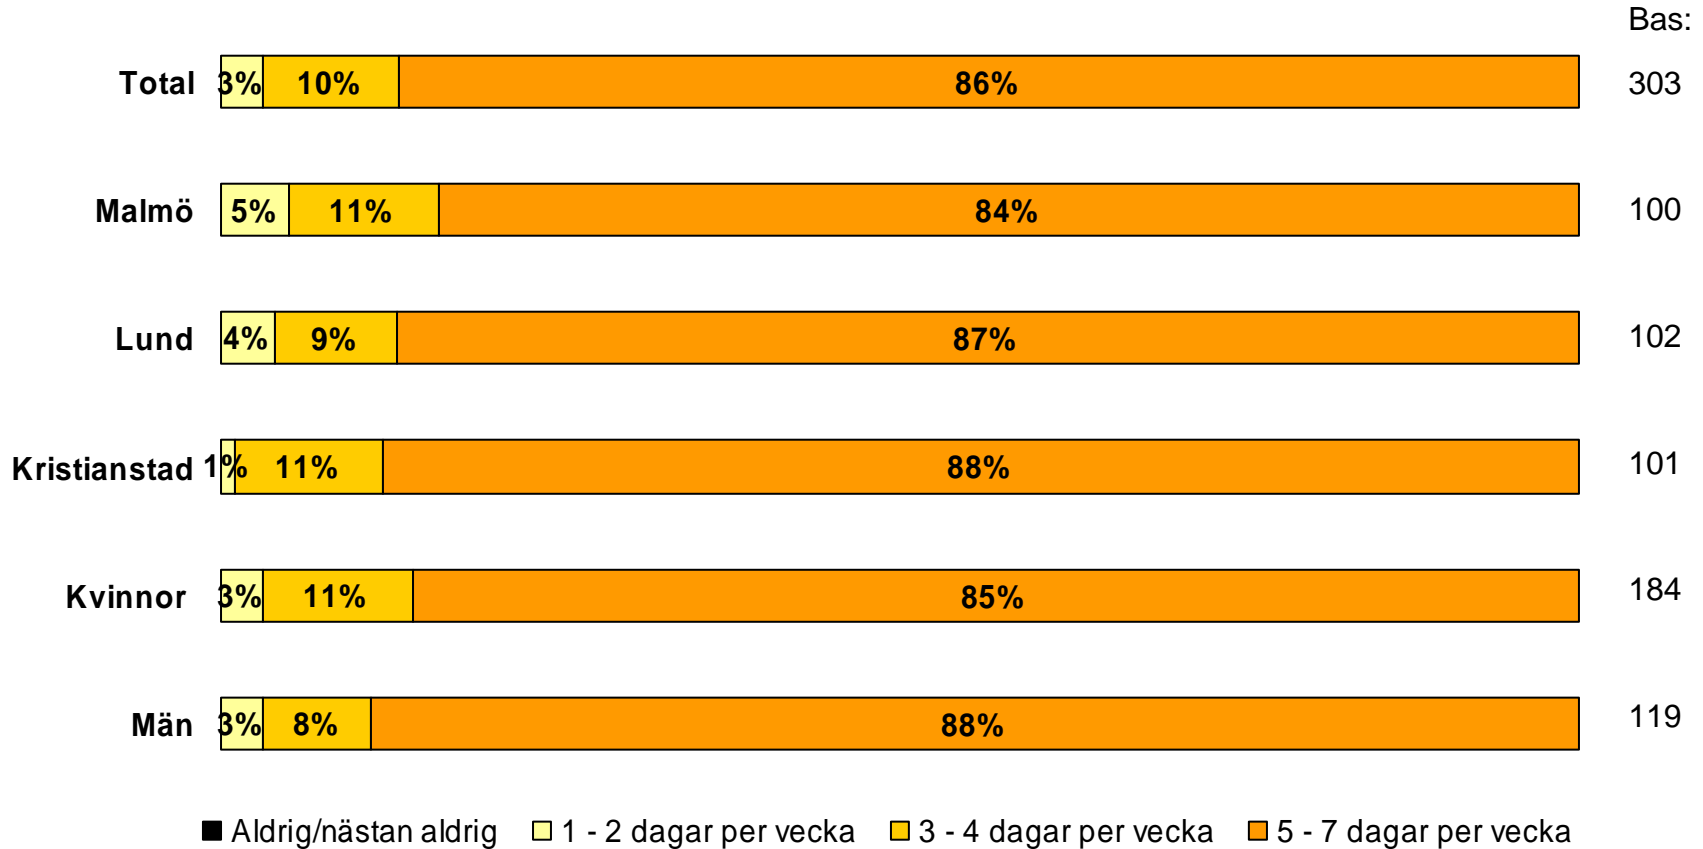 Bas:
Total 3% 10% 86% 303
Malmö 5% 11% 84% 100
Lund 4% 9% 87% 102
Kristianstad 1% 11% 88% 101
Kvinnor 3% 11% 85% 184
Män 3% 8% 88% 119
Aldrig/nästan aldrig 1 - 2 dagar per vecka 3 - 4 dagar per vecka 5 - 7 dagar per vecka